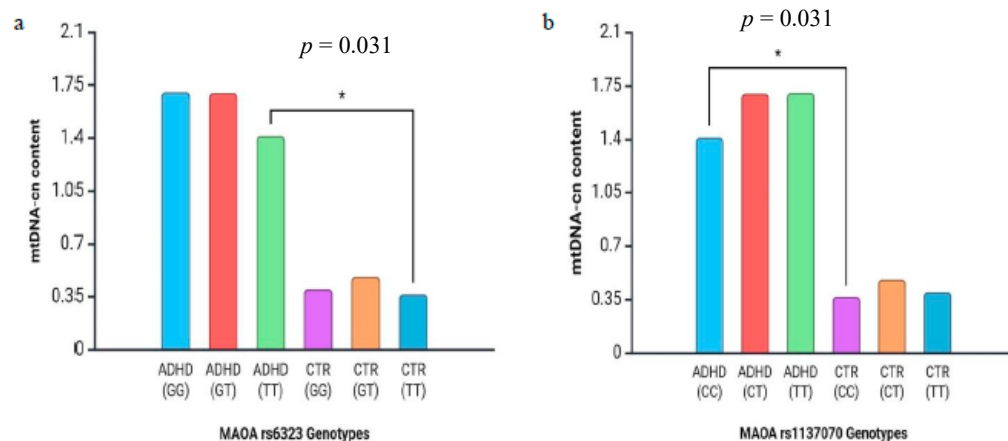 a
p = 0.031
*
mtDNA-cn content
2.1
1.75
1.4
1.05
0.7
0.35
0
ADHD (GG)
ADHD (GT)
ADHD (TT)
CTR (GG)
CTR (GT)
CTR (TT)
MAOA rs6323 Genotypes
b
p = 0.031
*
mtDNA-cn content
2.1
1.75
1.4
1.05
0.7
0.35
0
ADHD (CC)
ADHD (CT)
ADHD (TT)
CTR (CC)
CTR (CT)
CTR (TT)
MAOA rs1137070 Genotypes